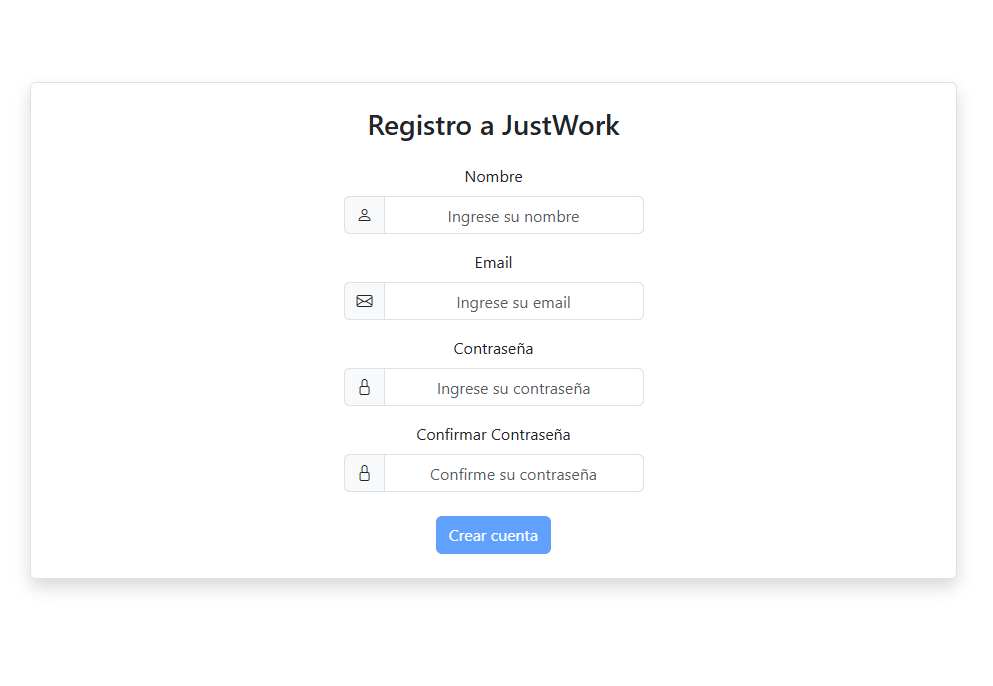 Registro a JustWork
Nombre
Ingrese su nombre
Email
Ingrese su email
Contraseña
Ingrese su contraseña
Confirmar Contraseña
Confirme su contraseña
Crear cuenta